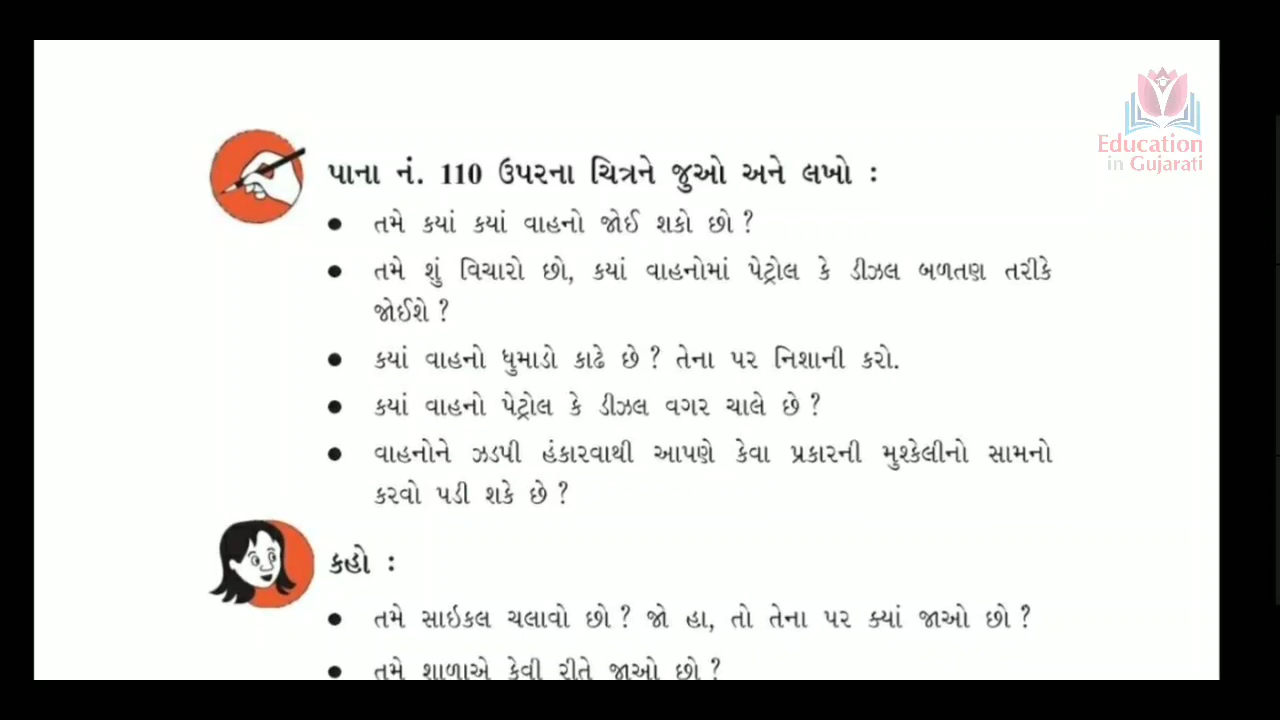 Education
in Gujarati
પાના નં. 110 ઉપરના ચિત્રને જુઓ અને લખો :
● તમે કયાં કયાં વાહનો જોઈ શકો છો ?
● તમે શું વિચારો છો, કયાં વાહનોમાં પેટ્રોલ કે ડીઝલ બળતણ તરીકે
જોઈશે ?
● કયાં વાહનો ધુમાડો કાઢે છે ? તેના પર નિશાની કરો.
● કયાં વાહનો પેટ્રોલ કે ડીઝલ વગર ચાલે છે ?
● વાહનોને ઝડપી હંકારવાથી આપણે કેવા પ્રકારની મુશ્કેલીનો સામનો
કરવો પડી શકે છે ?
કહો :
● તમે સાઇકલ ચલાવો છો ? જો હા, તો તેના પર ક્યાં જાઓ છો ?
● તમે શાળાએ કેવી રીતે જાઓ છો ?